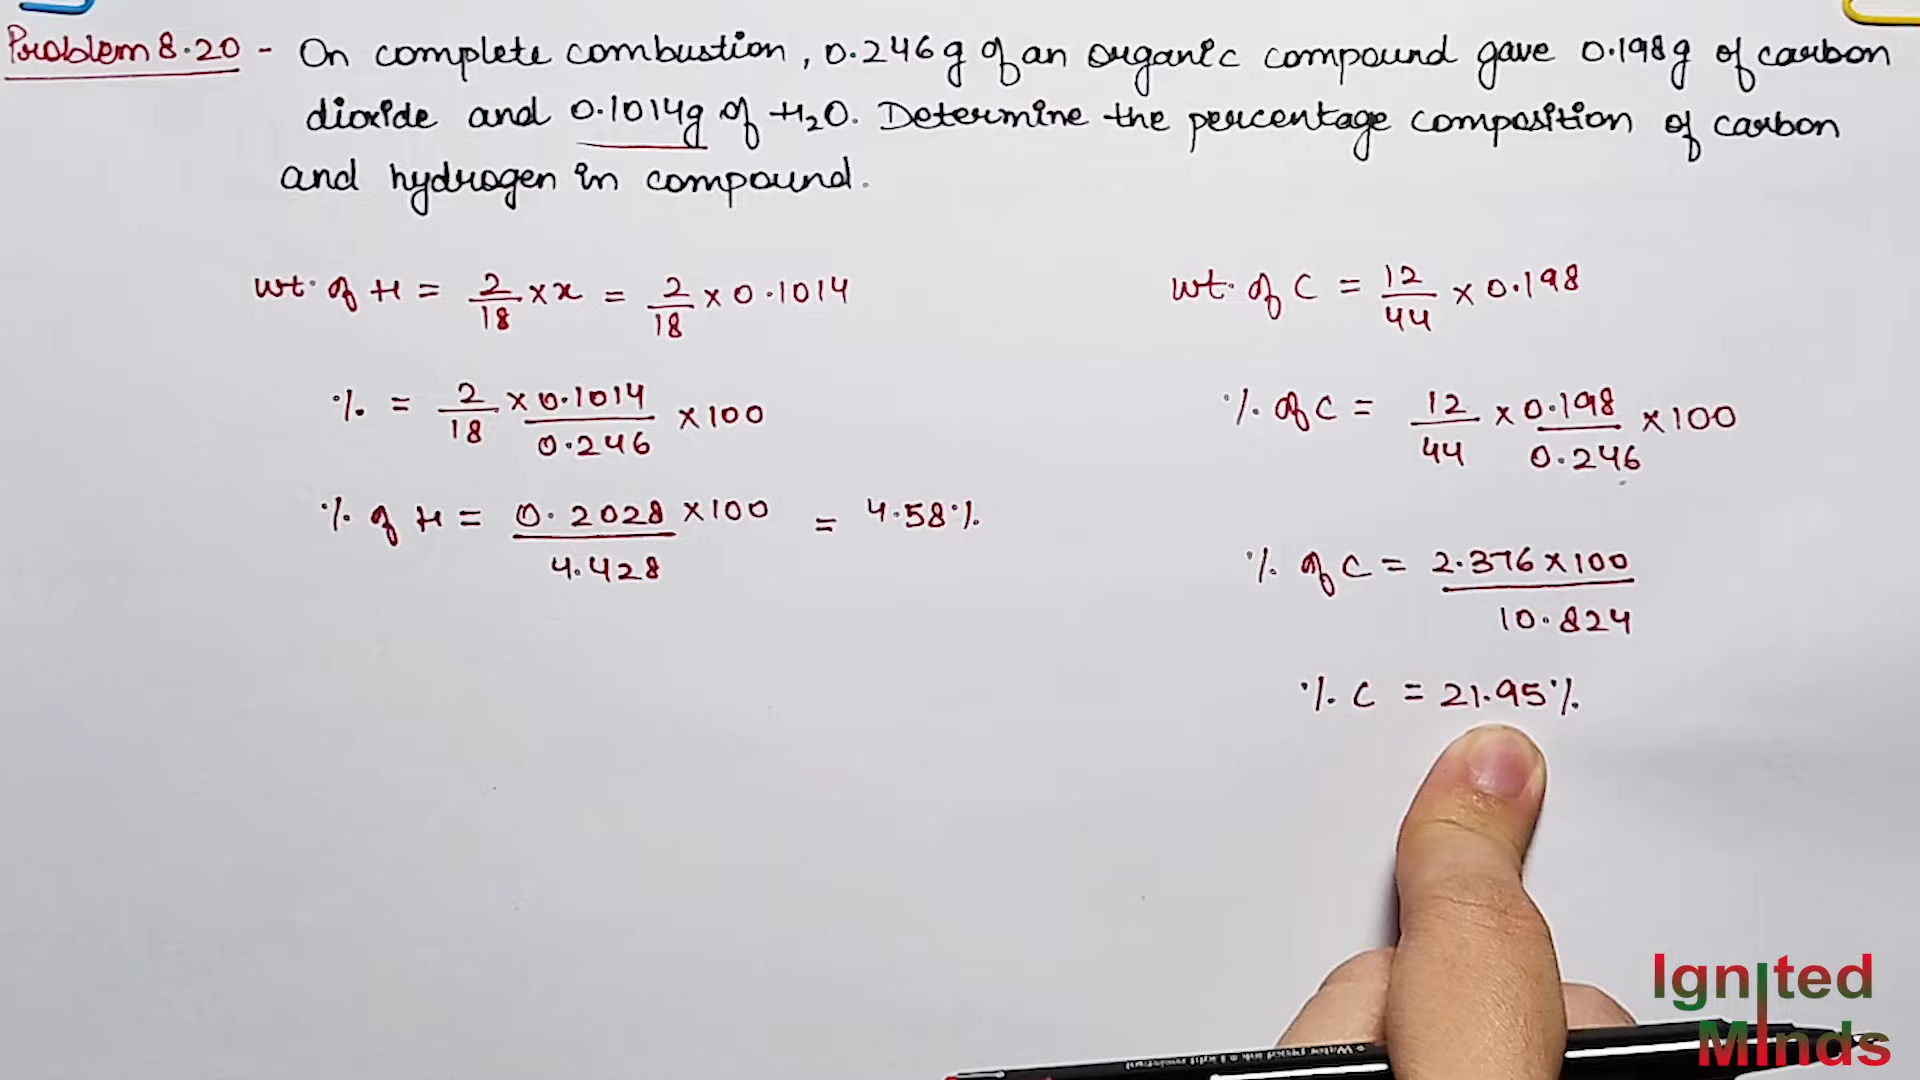 Problem 8.20 - On complete combustion, 0.246g of an organic compound gave 0.198g of carbon
dioxide and 0.1014g of H₂O. Determine the percentage composition of carbon
and hydrogen in compound.
wt. of H = 2/18 × x = 2/18 × 0.1014
% = 2/18 × 0.1014/0.246 × 100
% of H = 0.2028/4.428 × 100 = 4.58%
wt. of C = 12/44 × 0.198
% of C = 12/44 × 0.198/0.246 × 100
% of C = 2.376 × 100/10.824
% C = 21.95%
Ignited
Minds